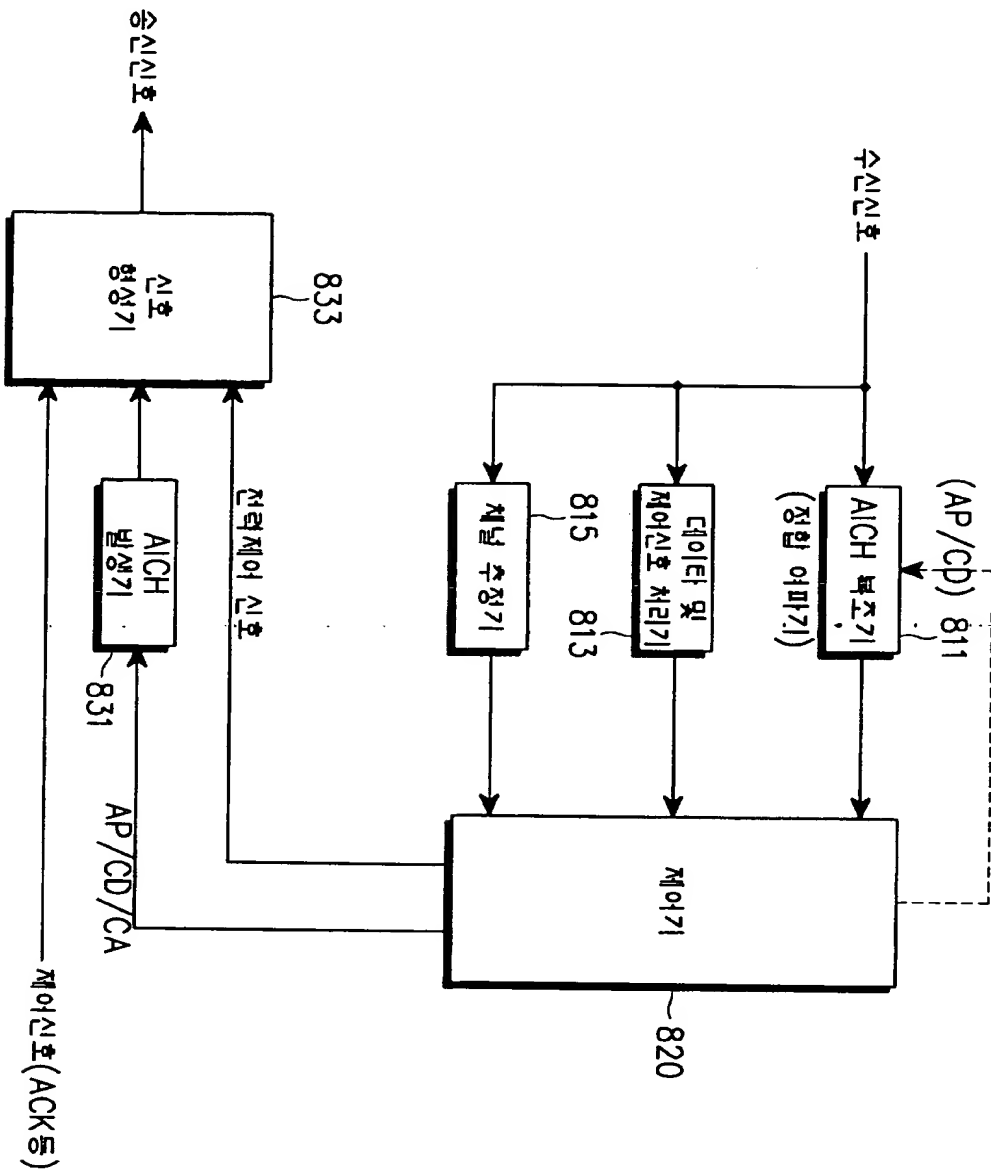 수신신호
(AP/CD)
811
AICH 복조기
(정합 여파기)
데이타 및
제어신호 처리기
813
815
채널 추정기
제어기
820
송신신호
833
신호
형성기
전력제어 신호
AICH
발생기
831
AP/CD/CA
제어신호(ACK등)